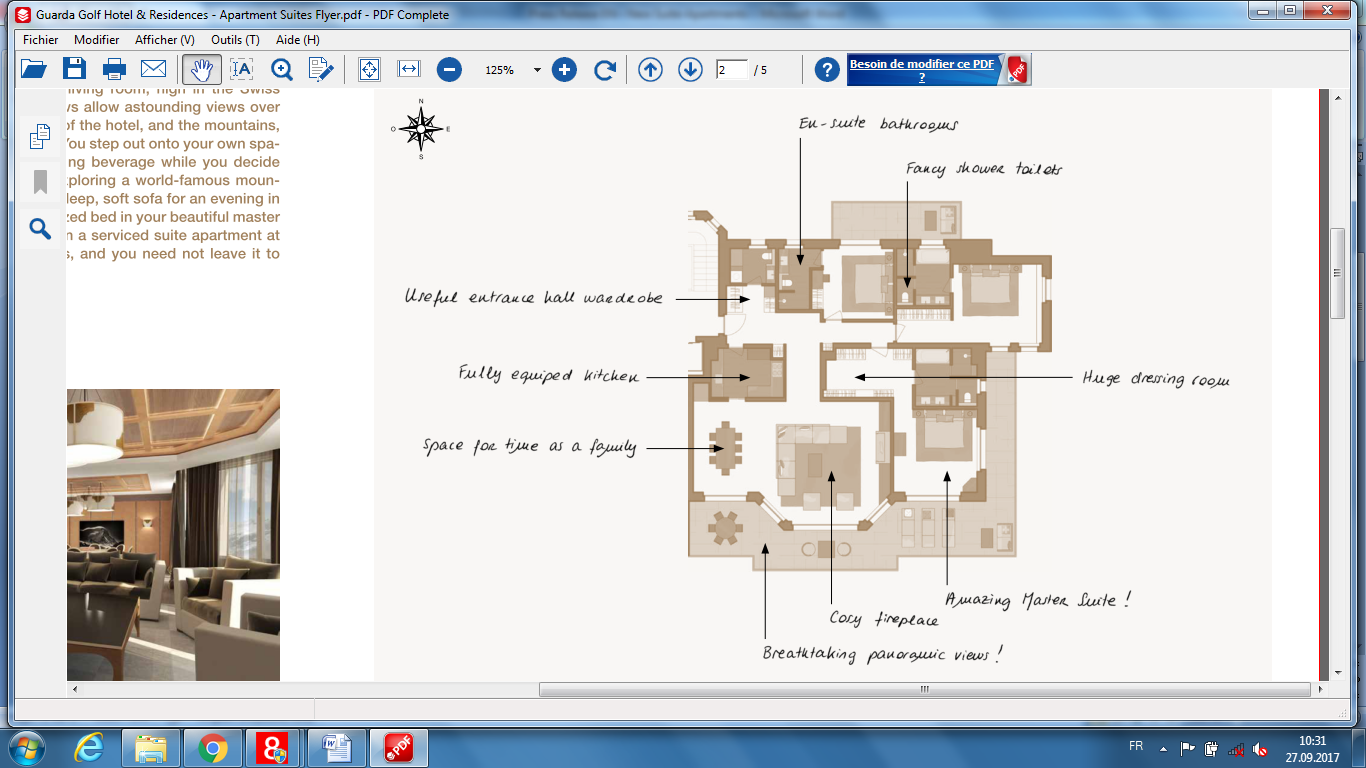 Guarda Golf Hotel & Residences - Apartment Suites Flyer.pdf - PDF Complete
Fichier Modifier Afficher (V) Outils (T) Aide (H)
125% 2 / 5 Besoin de modifier ce PDF ?
living room, high in the Swiss
ws allow astounding views over
of the hotel, and the mountains,
You step out onto your own spa-
ing beverage while you decide
xploring a world-famous moun-
leep, soft sofa for an evening in
zed bed in your beautiful master
n a serviced suite apartment at
s, and you need not leave it to
N
O E
S
En-suite bathrooms
Fancy shower toilets
Useful entrance hall wardrobe
Fully equiped kitchen
Huge dressing room
Space for time as a family
Amazing Master Suite !
Cosy fireplace
Breathtaking panoramic views !
FR
10:31
27.09.2017